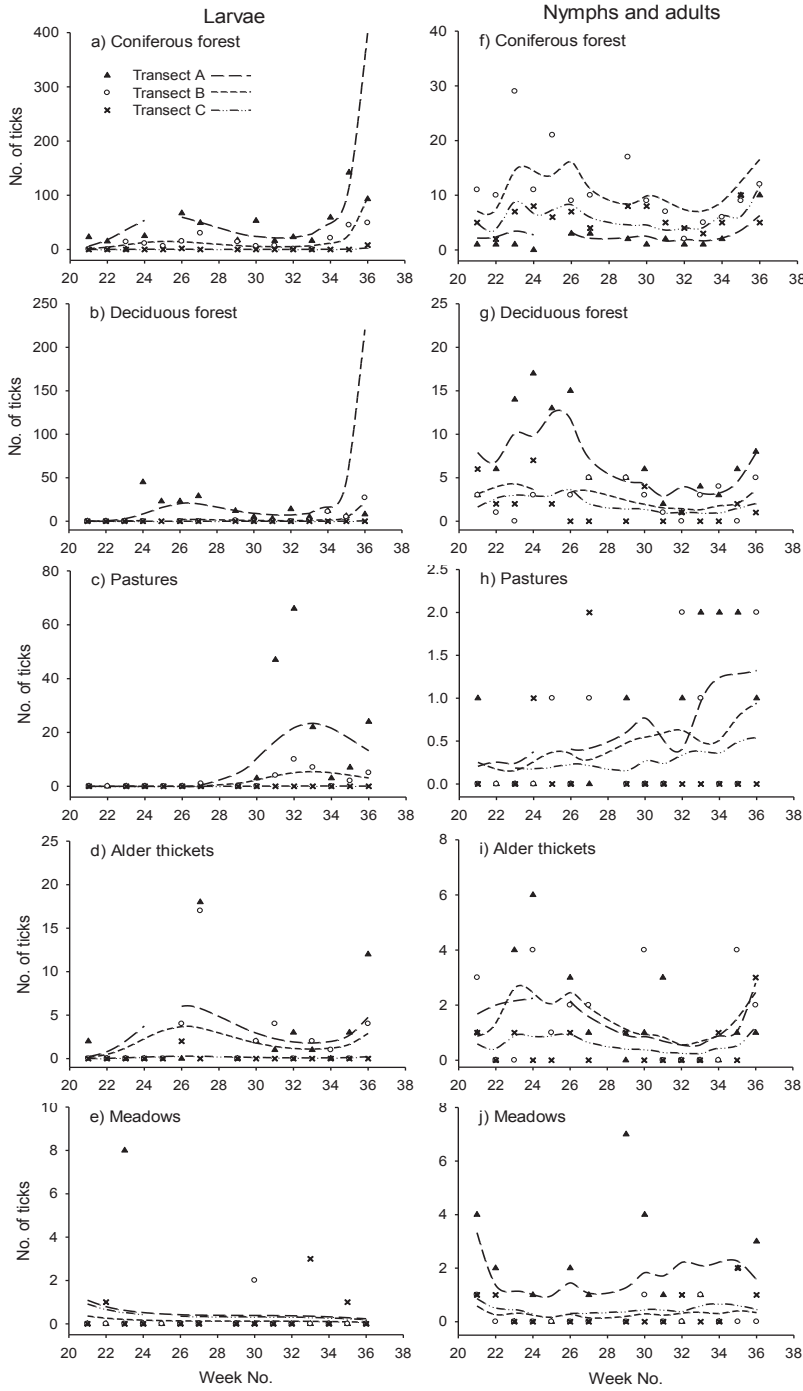 Larvae
Nymphs and adults
a) Coniferous forest
Transect A
Transect B
Transect C
No. of ticks
400
300
200
100
0
20 22 24 26 28 30 32 34 36 38
f) Coniferous forest
40
30
20
10
0
20 22 24 26 28 30 32 34 36 38
b) Deciduous forest
No. of ticks
250
200
150
100
50
0
20 22 24 26 28 30 32 34 36 38
g) Deciduous forest
25
20
15
10
5
0
20 22 24 26 28 30 32 34 36 38
c) Pastures
No. of ticks
80
60
40
20
0
20 22 24 26 28 30 32 34 36 38
h) Pastures
2.5
2.0
1.5
1.0
0.5
0
20 22 24 26 28 30 32 34 36 38
d) Alder thickets
No. of ticks
25
20
15
10
5
0
20 22 24 26 28 30 32 34 36 38
i) Alder thickets
8
6
4
2
0
20 22 24 26 28 30 32 34 36 38
e) Meadows
No. of ticks
10
8
6
4
2
0
20 22 24 26 28 30 32 34 36 38
Week No.
j) Meadows
8
6
4
2
0
20 22 24 26 28 30 32 34 36 38
Week No.